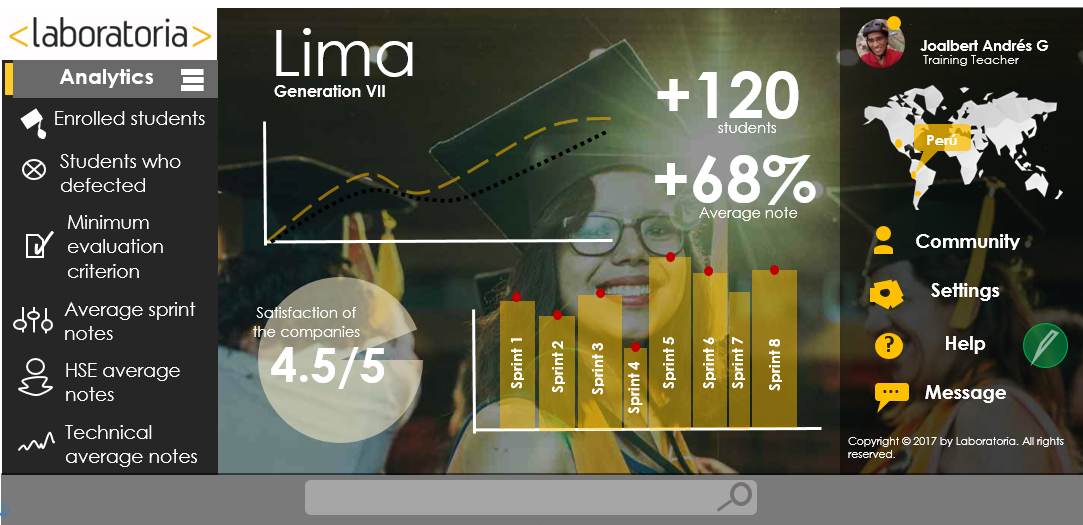 <laboratoria>
Analytics
Enrolled students
Students who
defected
Minimum
evaluation
criterion
Average sprint
notes
HSE average
notes
Technical
average notes
Lima
Generation VII
+120
students
+68%
Average note
Satisfaction of
the companies
4.5/5
Sprint 1
Sprint 2
Sprint 3
Sprint 4
Sprint 5
Sprint 6
Sprint 7
Sprint 8
Joalbert Andrés G
Training Teacher
Perú
Community
Settings
?
Help
Message
Copyright © 2017 by Laboratoria. All rights
reserved.